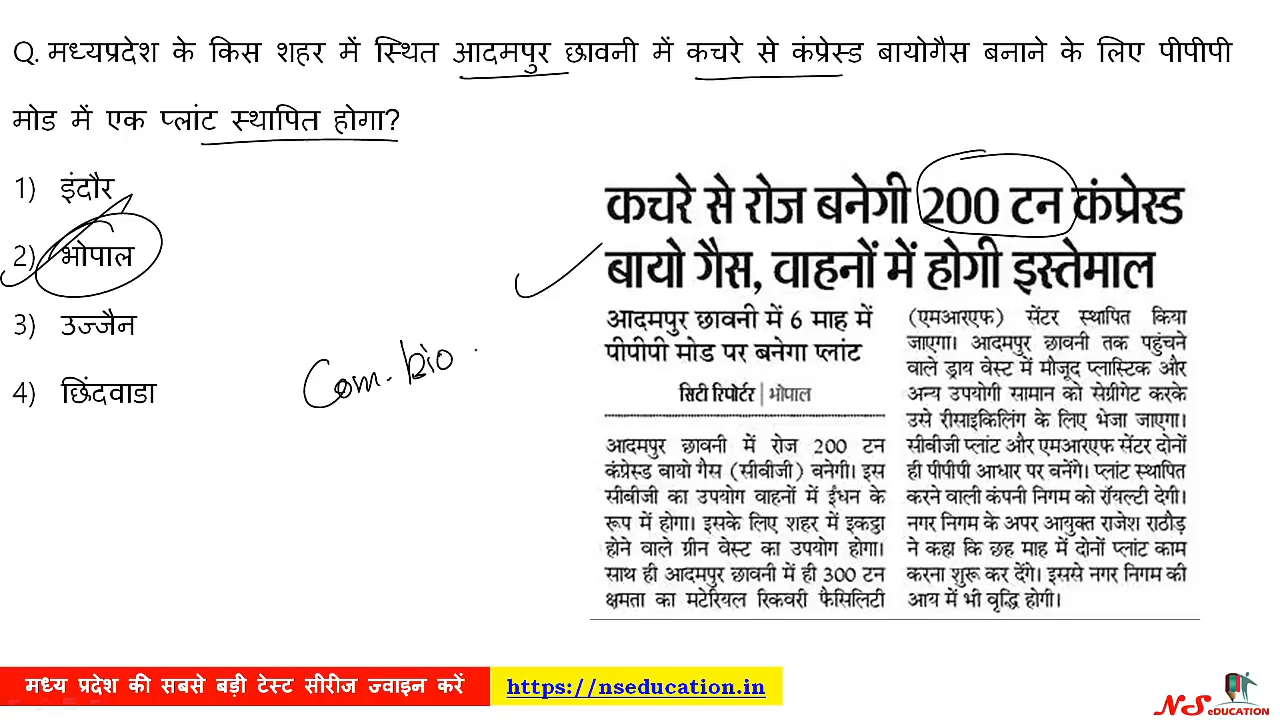 Q. मध्यप्रदेश के किस शहर में स्थित आदमपुर छावनी में कचरे से कंप्रेस्ड बायोगैस बनाने के लिए पीपीपी
मोड में एक प्लांट स्थापित होगा?
1) इंदौर
2) भोपाल
3) उज्जैन
4) छिंदवाडा
Com. bio
कचरे से रोज बनेगी 200 टन कंप्रेस्ड
बायो गैस, वाहनों में होगी इस्तेमाल
आदमपुर छावनी में 6 माह में
पीपीपी मोड पर बनेगा प्लांट
सिटी रिपोर्टर | भोपाल
आदमपुर छावनी में रोज 200 टन
कंप्रेस्ड बायो गैस (सीबीजी) बनेगी। इस
सीबीजी का उपयोग वाहनों में ईंधन के
रूप में होगा। इसके लिए शहर में इकट्ठा
होने वाले ग्रीन वेस्ट का उपयोग होगा।
साथ ही आदमपुर छावनी में ही 300 टन
क्षमता का मटेरियल रिकवरी फैसिलिटी
(एमआरएफ) सेंटर स्थापित किया
जाएगा। आदमपुर छावनी तक पहुंचने
वाले ड्राय वेस्ट में मौजूद प्लास्टिक और
अन्य उपयोगी सामान को सेग्रीगेट करके
उसे रीसाइकिलिंग के लिए भेजा जाएगा।
सीबीजी प्लांट और एमआरएफ सेंटर दोनों
ही पीपीपी आधार पर बनेंगे। प्लांट स्थापित
करने वाली कंपनी निगम को रॉयल्टी देगी।
नगर निगम के अपर आयुक्त राजेश राठौड़
ने कहा कि छह माह में दोनों प्लांट काम
करना शुरू कर देंगे। इससे नगर निगम की
आय में भी वृद्धि होगी।
मध्य प्रदेश की सबसे बड़ी टेस्ट सीरीज ज्वाइन करें
https://nseducation.in
NS eDUCATION